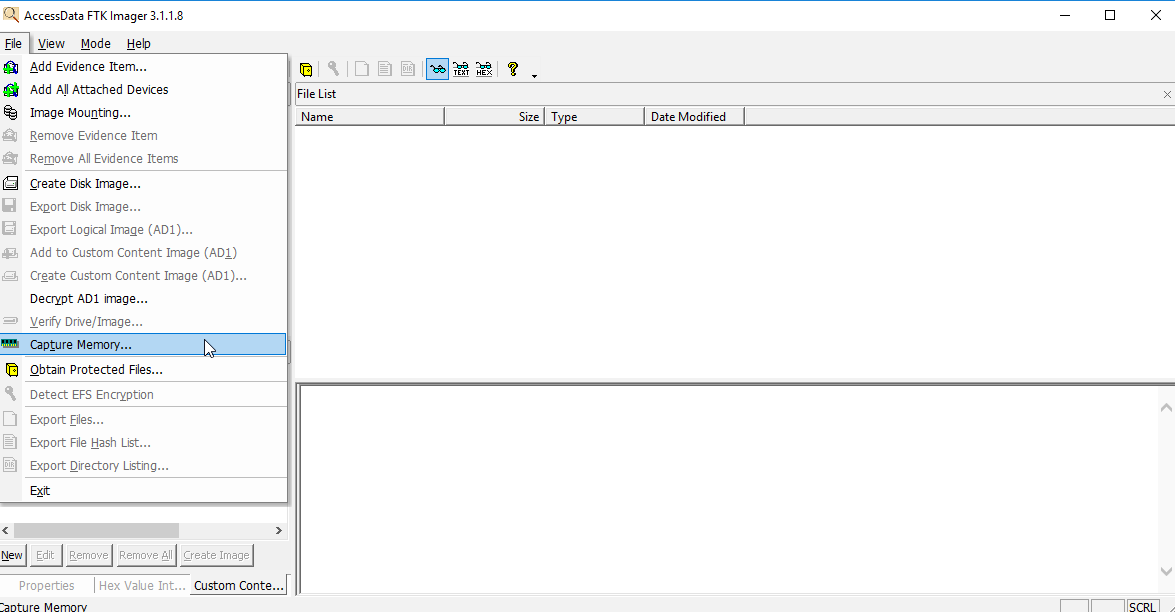 AccessData FTK Imager 3.1.1.8
File View Mode Help
Add Evidence Item...
Add All Attached Devices
Image Mounting...
Remove Evidence Item
Remove All Evidence Items
Create Disk Image...
Export Disk Image...
Export Logical Image (AD1)...
Add to Custom Content Image (AD1)
Create Custom Content Image (AD1)...
Decrypt AD1 image...
Verify Drive/Image...
Capture Memory...
Obtain Protected Files...
Detect EFS Encryption
Export Files...
Export File Hash List...
Export Directory Listing...
Exit
DIR TEXT HEX ?
File List
Name Size Type Date Modified
New Edit Remove Remove All Create Image
Properties Hex Value Int... Custom Conte...
Capture Memory
SCRL